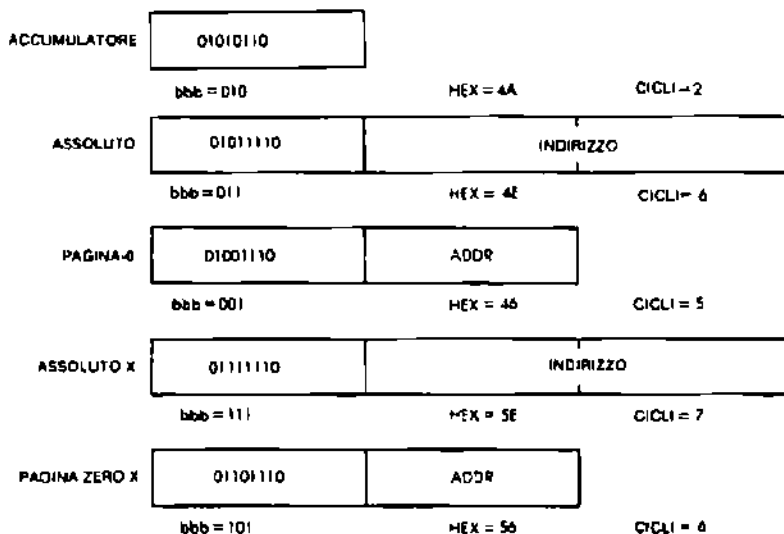 ACCUMULATORE 01010110
bbb = 010 HEX = 4A CICLI = 2
ASSOLUTO 01011110 INDIRIZZO
bbb = 011 HEX = 4E CICLI = 6
PAGINA-0 01001110 ADDR
bbb = 001 HEX = 46 CICLI = 5
ASSOLUTO X 01111110 INDIRIZZO
bbb = 111 HEX = 5E CICLI = 7
PAGINA ZERO X 01101110 ADDR
bbb = 101 HEX = 56 CICLI = 6